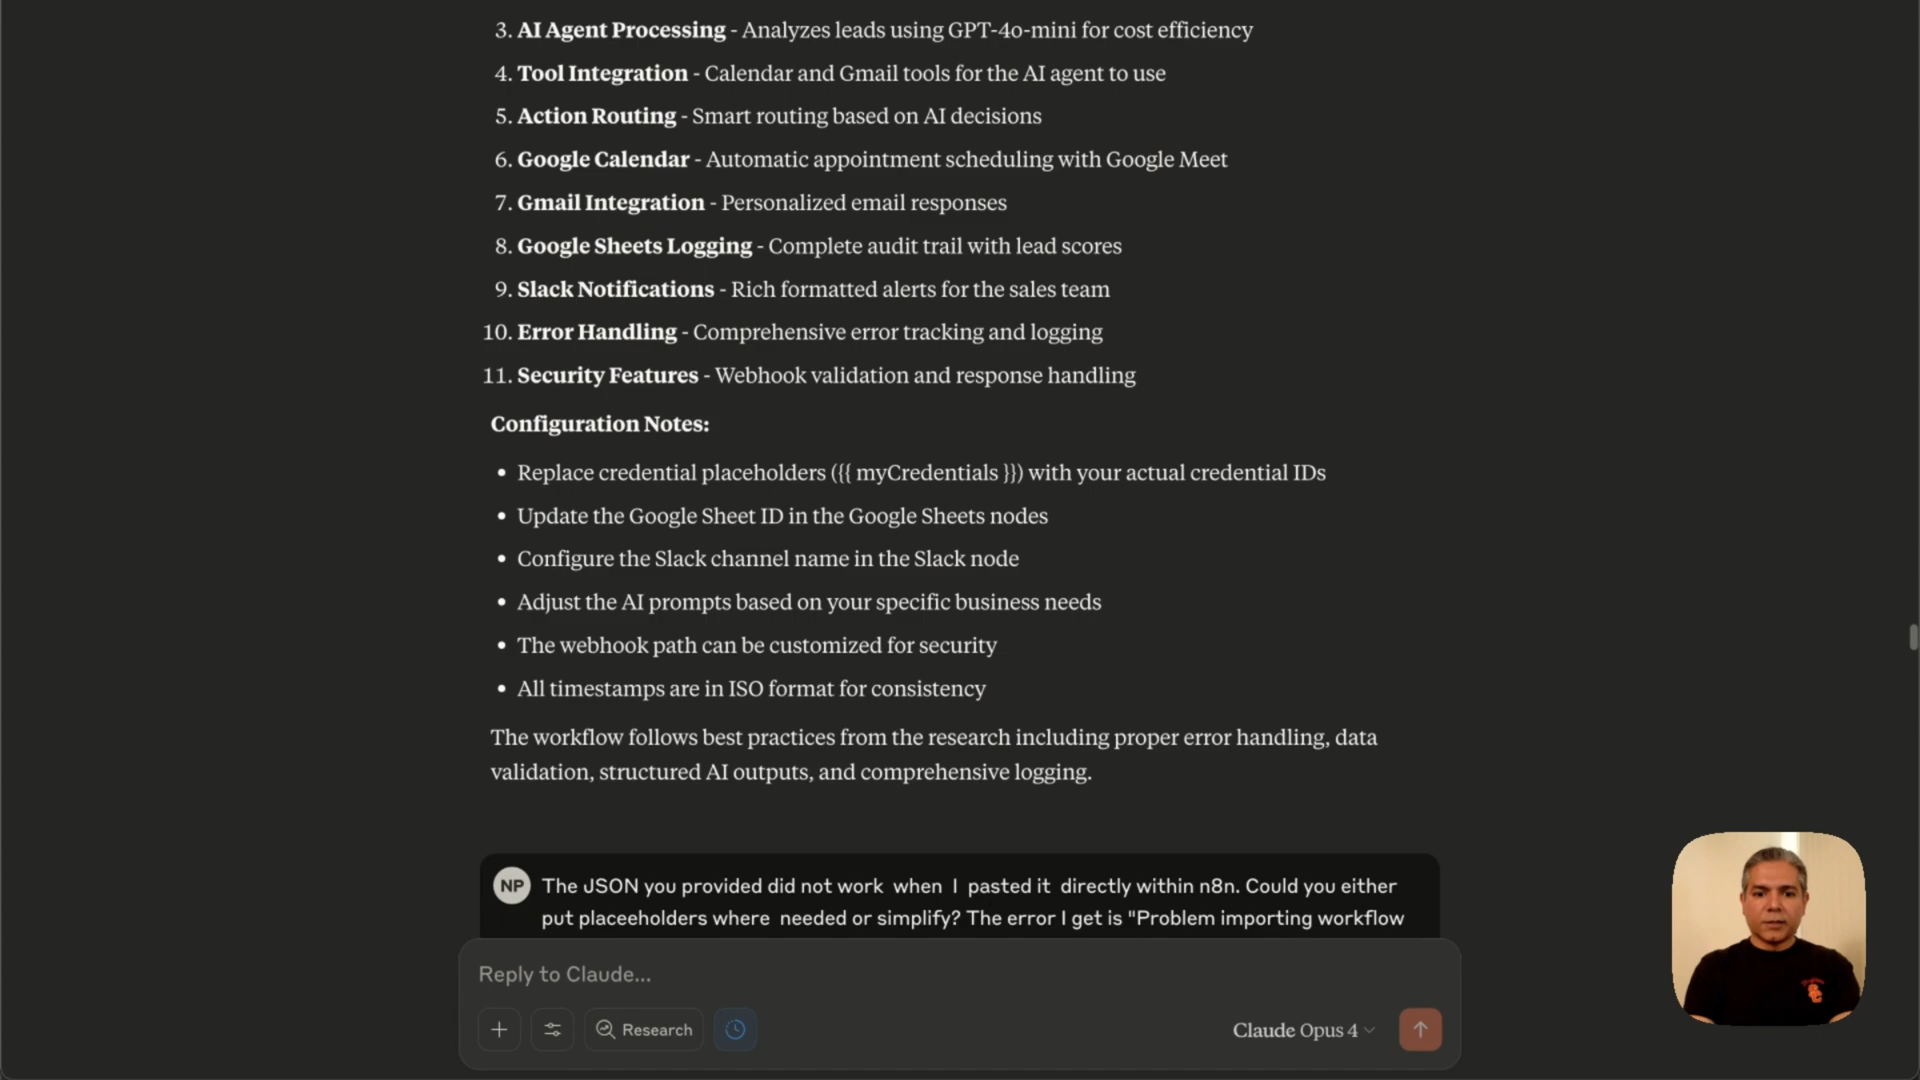 3. AI Agent Processing - Analyzes leads using GPT-4o-mini for cost efficiency
4. Tool Integration - Calendar and Gmail tools for the AI agent to use
5. Action Routing - Smart routing based on AI decisions
6. Google Calendar - Automatic appointment scheduling with Google Meet
7. Gmail Integration - Personalized email responses
8. Google Sheets Logging - Complete audit trail with lead scores
9. Slack Notifications - Rich formatted alerts for the sales team
10. Error Handling - Comprehensive error tracking and logging
11. Security Features - Webhook validation and response handling
Configuration Notes:
• Replace credential placeholders ({{ myCredentials }}) with your actual credential IDs
• Update the Google Sheet ID in the Google Sheets nodes
• Configure the Slack channel name in the Slack node
• Adjust the AI prompts based on your specific business needs
• The webhook path can be customized for security
• All timestamps are in ISO format for consistency
The workflow follows best practices from the research including proper error handling, data
validation, structured AI outputs, and comprehensive logging.
NP The JSON you provided did not work when I pasted it directly within n8n. Could you either
put placeeholders where needed or simplify? The error I get is "Problem importing workflow
Reply to Claude...
Research
Claude Opus 4